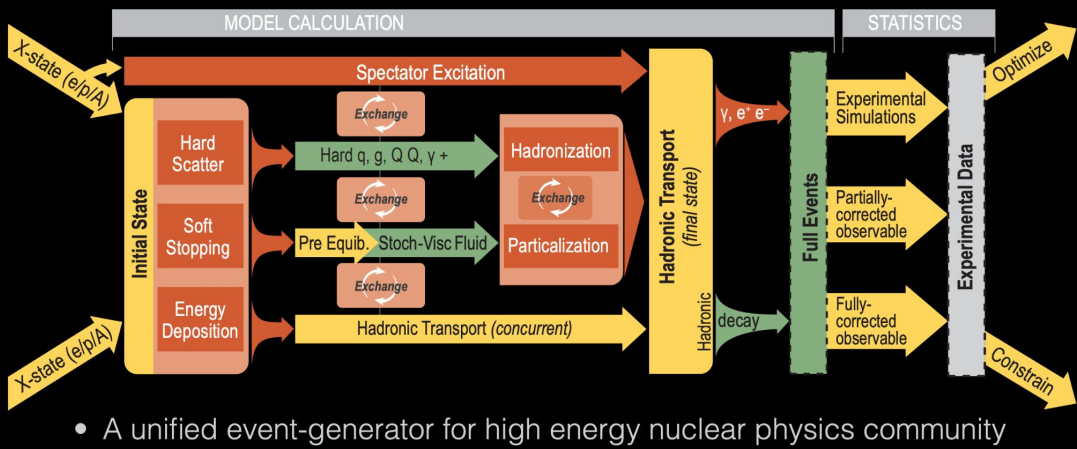 MODEL CALCULATION
STATISTICS
X-state (e/p/A)
Spectator Excitation
Exchange
Initial State
Hard
Scatter
Hard q, g, Q Q, γ +
Hadronization
Exchange
Exchange
Soft
Stopping
Pre Equib.
Stoch-Visc Fluid
Particalization
Exchange
Energy
Deposition
Hadronic Transport (concurrent)
X-state (e/p/A)
Hadronic Transport
(final state)
γ, e⁺ e⁻
Hadronic
decay
Full Events
Experimental
Simulations
Partially-
corrected
observable
Fully-
corrected
observable
Experimental Data
Optimize
Constrain
• A unified event-generator for high energy nuclear physics community